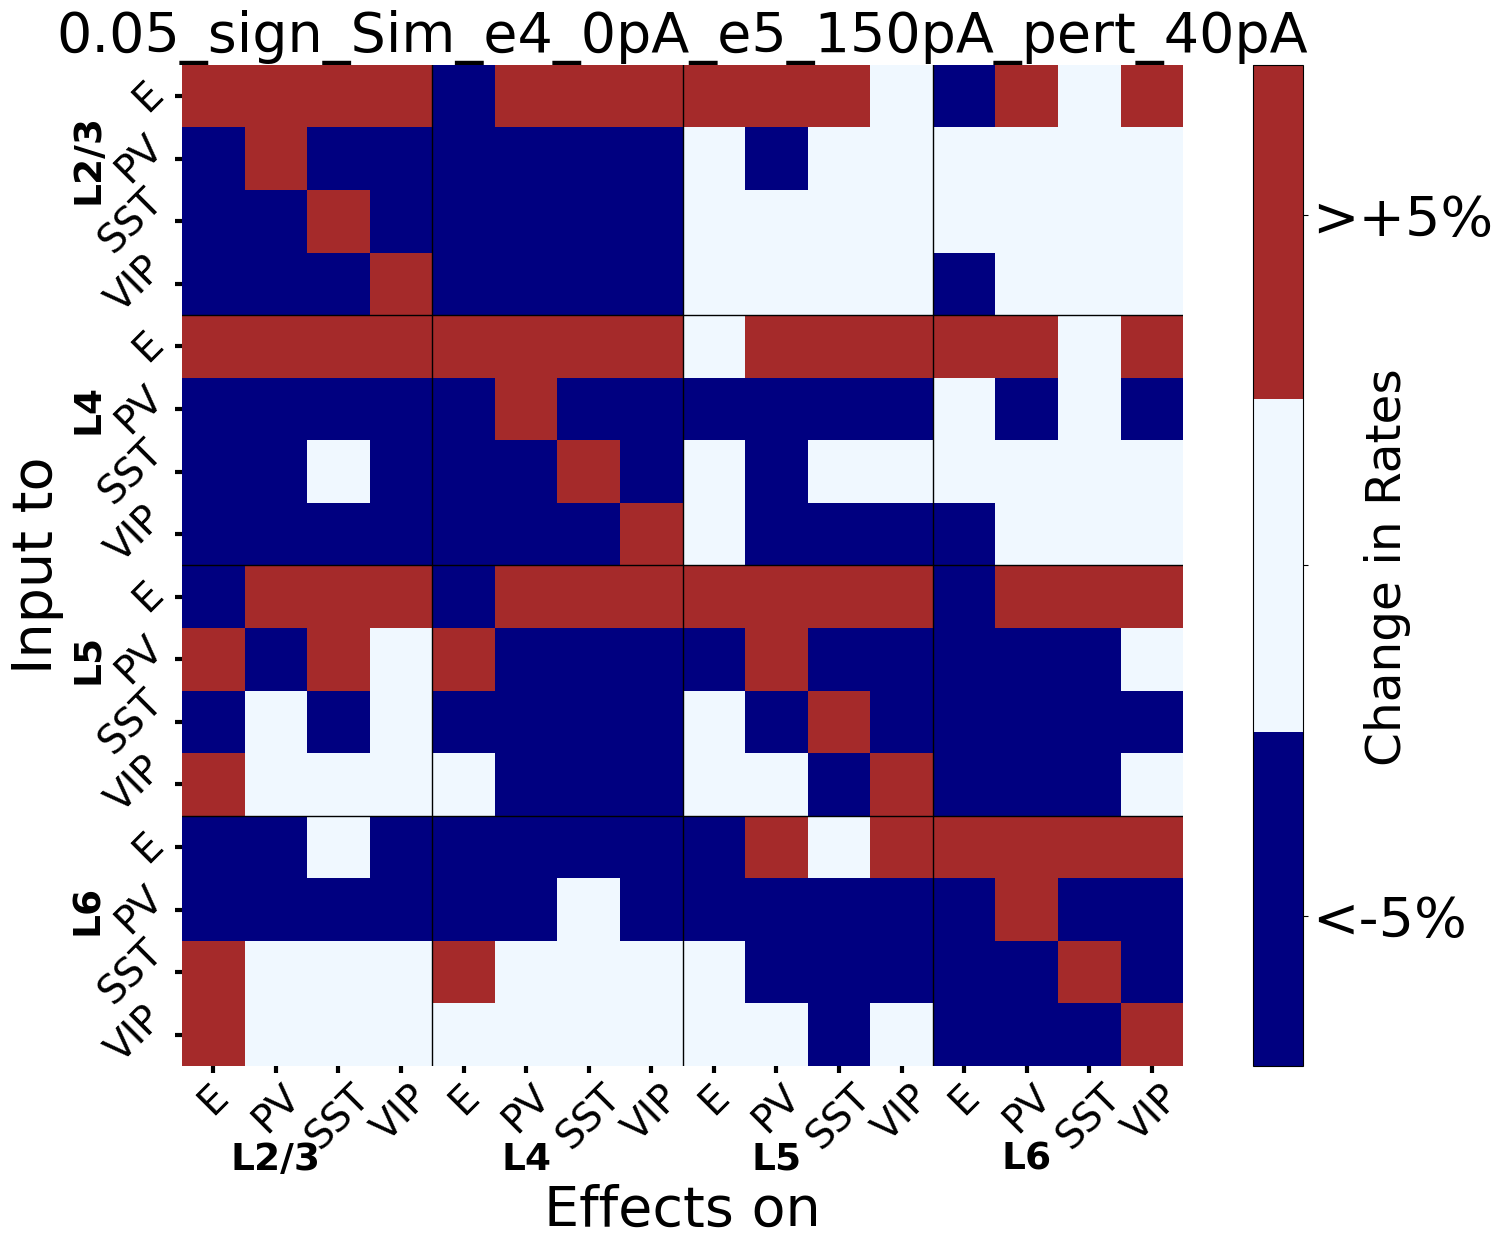 0.05_sign_Sim_e4_0pA_e5_150pA_pert_40pA
Input to
L2/3
E
PV
SST
VIP
L4
E
PV
SST
VIP
L5
E
PV
SST
VIP
L6
E
PV
SST
VIP
E PV SST VIP E PV SST VIP E PV SST VIP E PV SST VIP
L2/3 L4 L5 L6
Effects on
>+5%
<-5%
Change in Rates